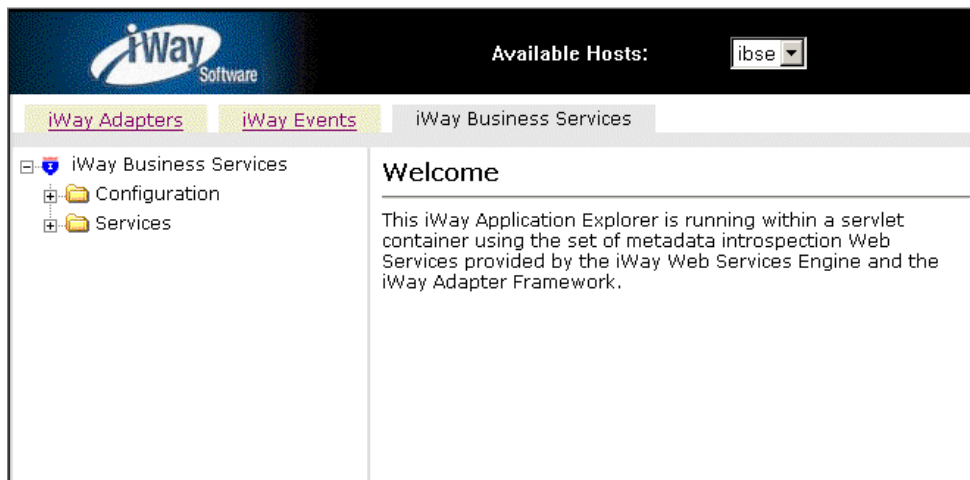 iWay
Software
Available Hosts:
ibse
iWay Adapters
iWay Events
iWay Business Services
iWay Business Services
Configuration
Services
Welcome
This iWay Application Explorer is running within a servlet
container using the set of metadata introspection Web
Services provided by the iWay Web Services Engine and the
iWay Adapter Framework.